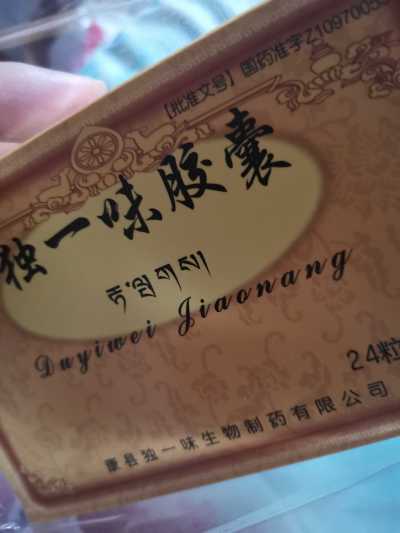 【批准文号】国药准字Z1097005
独一味胶囊
ཏ་ལྤགས།
Duyiwei Jiaonang
24粒
康县独一味生物制药有限公司